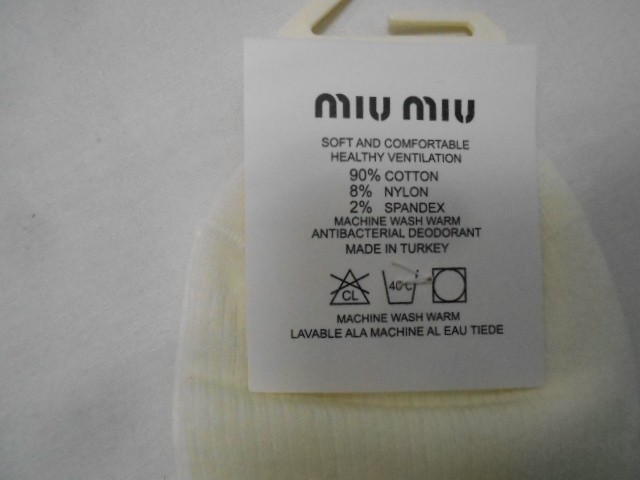 miu miu
SOFT AND COMFORTABLE
HEALTHY VENTILATION
90% COTTON
8% NYLON
2% SPANDEX
MACHINE WASH WARM
ANTIBACTERIAL DEODORANT
MADE IN TURKEY
CL 40°C
MACHINE WASH WARM
LAVABLE ALA MACHINE AL EAU TIEDE